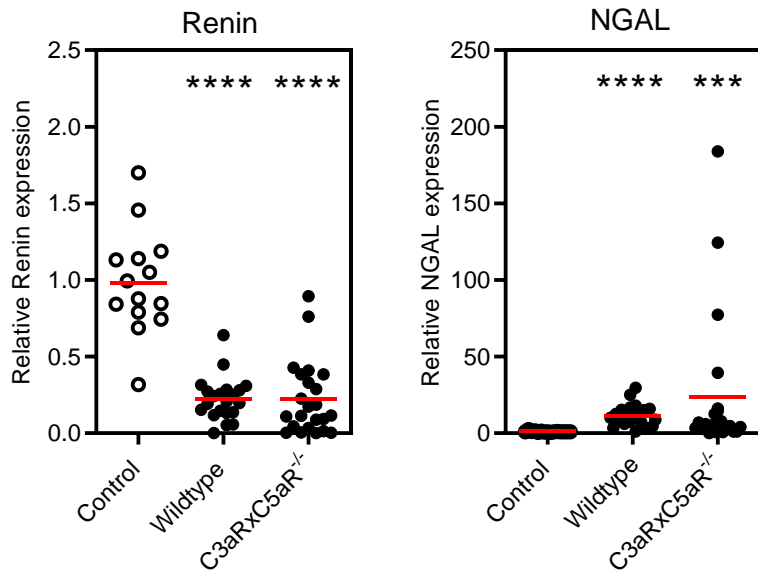 Renin
Relative Renin expression
2.5
2.0
1.5
1.0
0.5
0.0
**** ****
Control
Wildtype
C3aRxC5aR-/-
NGAL
Relative NGAL expression
250
200
150
100
50
0
**** ***
Control
Wildtype
C3aRxC5aR-/-